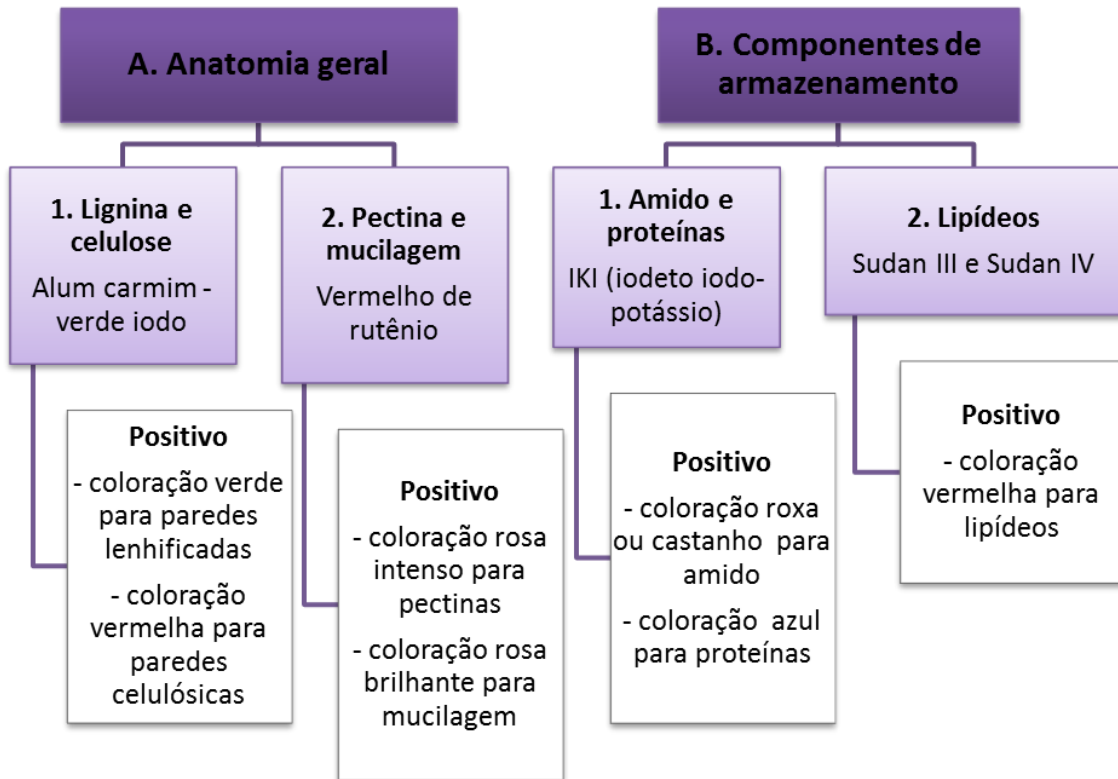 A. Anatomia geral
1. Lignina e
celulose
Alum carmim -
verde iodo
Positivo
- coloração verde
para paredes
lenhificadas
- coloração
vermelha para
paredes
celulósicas
2. Pectina e
mucilagem
Vermelho de
rutênio
Positivo
- coloração rosa
intenso para
pectinas
- coloração rosa
brilhante para
mucilagem
B. Componentes de
armazenamento
1. Amido e
proteínas
IKI (iodeto iodo-
potássio)
Positivo
- coloração roxa
ou castanho para
amido
- coloração azul
para proteínas
2. Lipídeos
Sudan III e Sudan IV
Positivo
- coloração
vermelha para
lipídeos